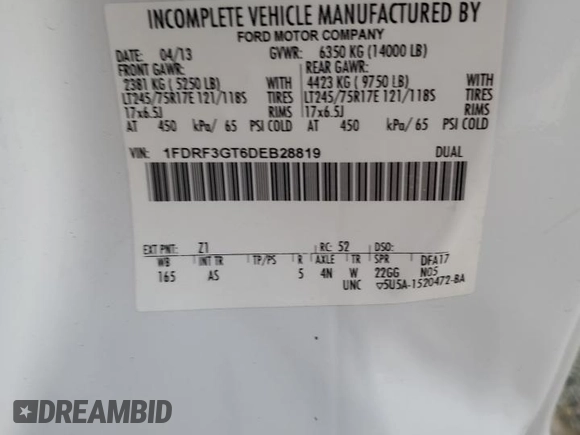 INCOMPLETE VEHICLE MANUFACTURED BY
FORD MOTOR COMPANY
DATE: 04/13 GVWR: 6350 KG (14000 LB)
FRONT GAWR: REAR GAWR:
2381 KG ( 5250 LB) WITH 4423 KG ( 9750 LB) WITH
LT245/75R17E 121/118S TIRES LT245/75R17E 121/118S TIRES
17x6.5J RIMS 17x6.5J RIMS
AT 450 kPa/ 65 PSI COLD AT 450 kPa/ 65 PSI COLD
VIN: 1FDRF3GT6DEB28819 DUAL
EXT PNT: Z1 RC: 52 DSO:
WB INT TR TP/PS R AXLE TR SPR DFA17
165 AS 5 4N W 22GG N05
UNC ▽5USA-1520472-BA
DREAMBID